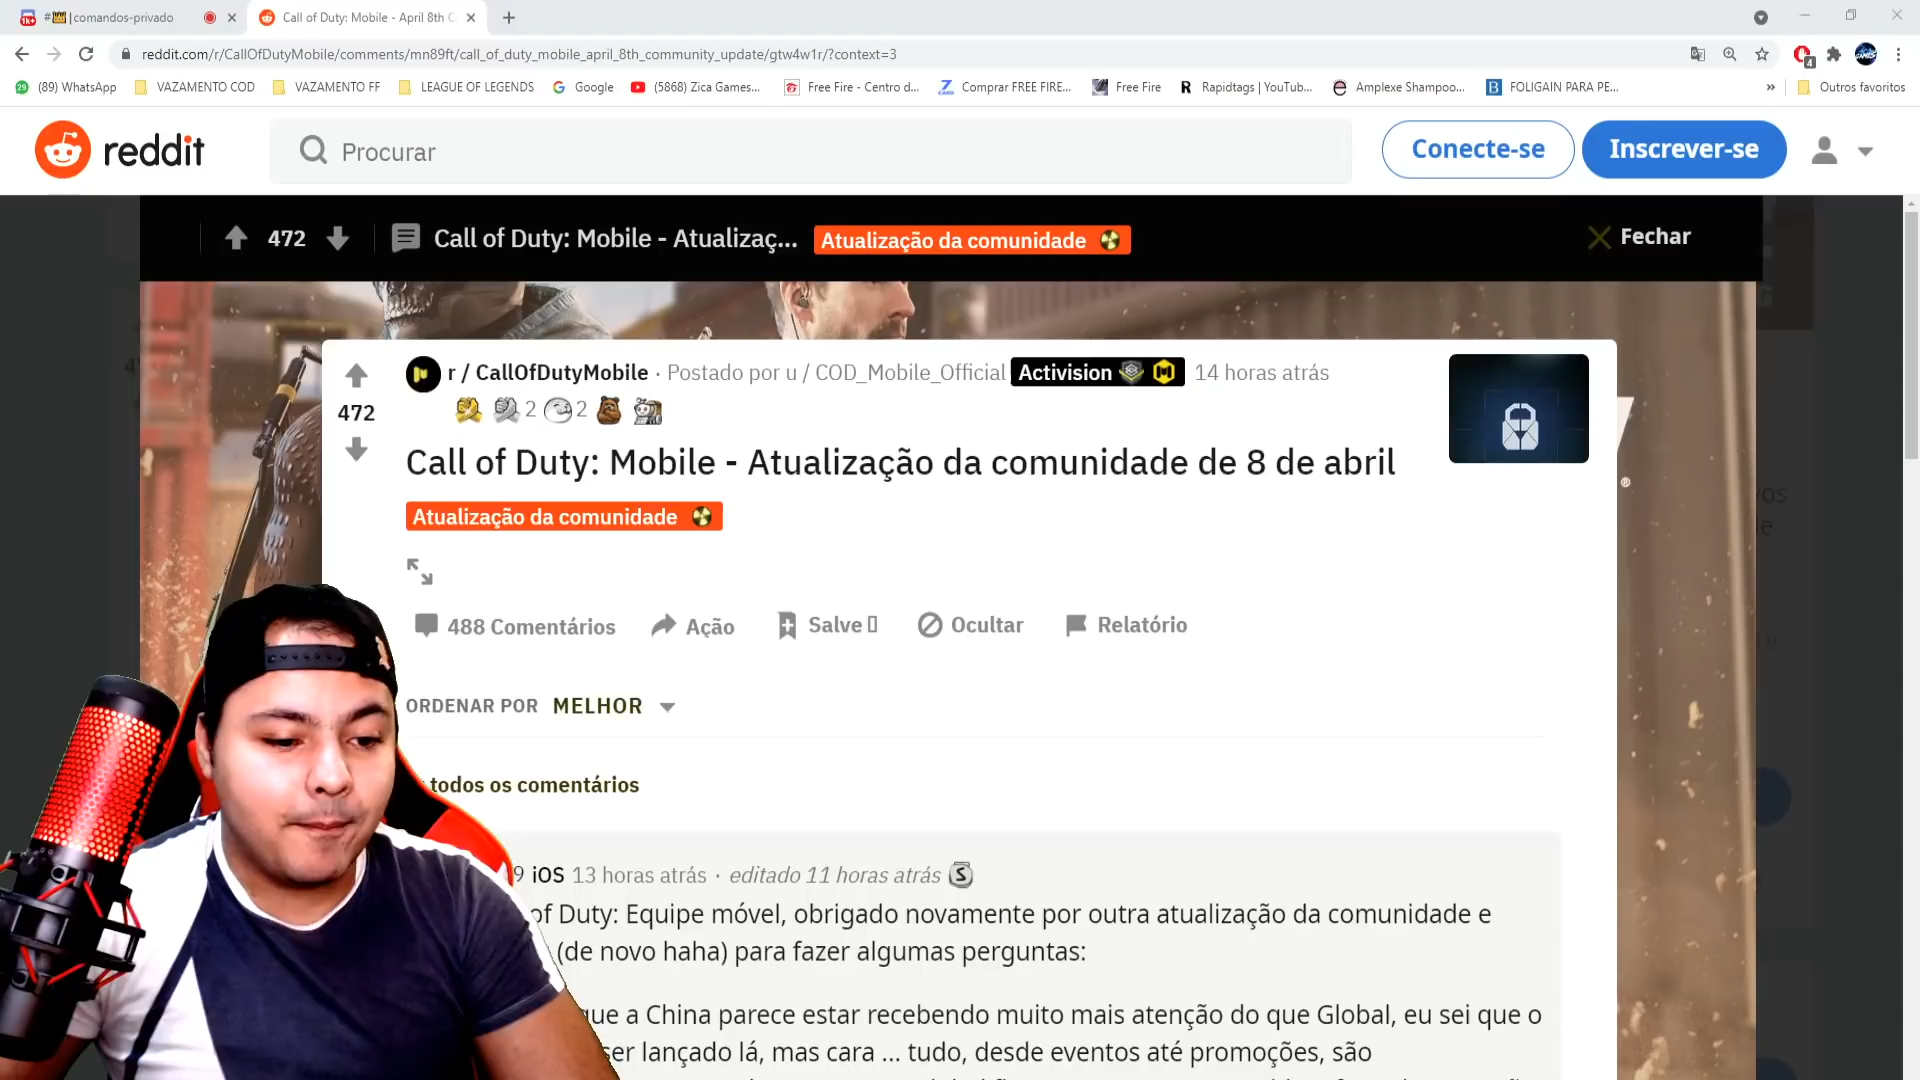 #👑|comandos-privado
Call of Duty: Mobile - April 8th C
reddit.com/r/CallOfDutyMobile/comments/mn89ft/call_of_duty_mobile_april_8th_community_update/gtw4w1r/?context=3
4
(89) WhatsApp
VAZAMENTO COD
VAZAMENTO FF
LEAGUE OF LEGENDS
Google
(5868) Zica Games...
Free Fire - Centro d...
Comprar FREE FIRE...
Free Fire
Rapidtags | YouTub...
Amplexe Shampoo...
FOLIGAIN PARA PE...
»
Outros favoritos
reddit
Procurar
Conecte-se
Inscrever-se
472
Call of Duty: Mobile - Atualizaç...
Atualização da comunidade
Fechar
r / CallOfDutyMobile · Postado por u / COD_Mobile_Official Activision 14 horas atrás
2 2
472
Call of Duty: Mobile - Atualização da comunidade de 8 de abril
Atualização da comunidade
488 Comentários
Ação
Salve
Ocultar
Relatório
ORDENAR POR MELHOR
todos os comentários
9 iOS 13 horas atrás · editado 11 horas atrás
of Duty: Equipe móvel, obrigado novamente por outra atualização da comunidade e
(de novo haha) para fazer algumas perguntas:
que a China parece estar recebendo muito mais atenção do que Global, eu sei que o
ser lançado lá, mas cara ... tudo, desde eventos até promoções, são